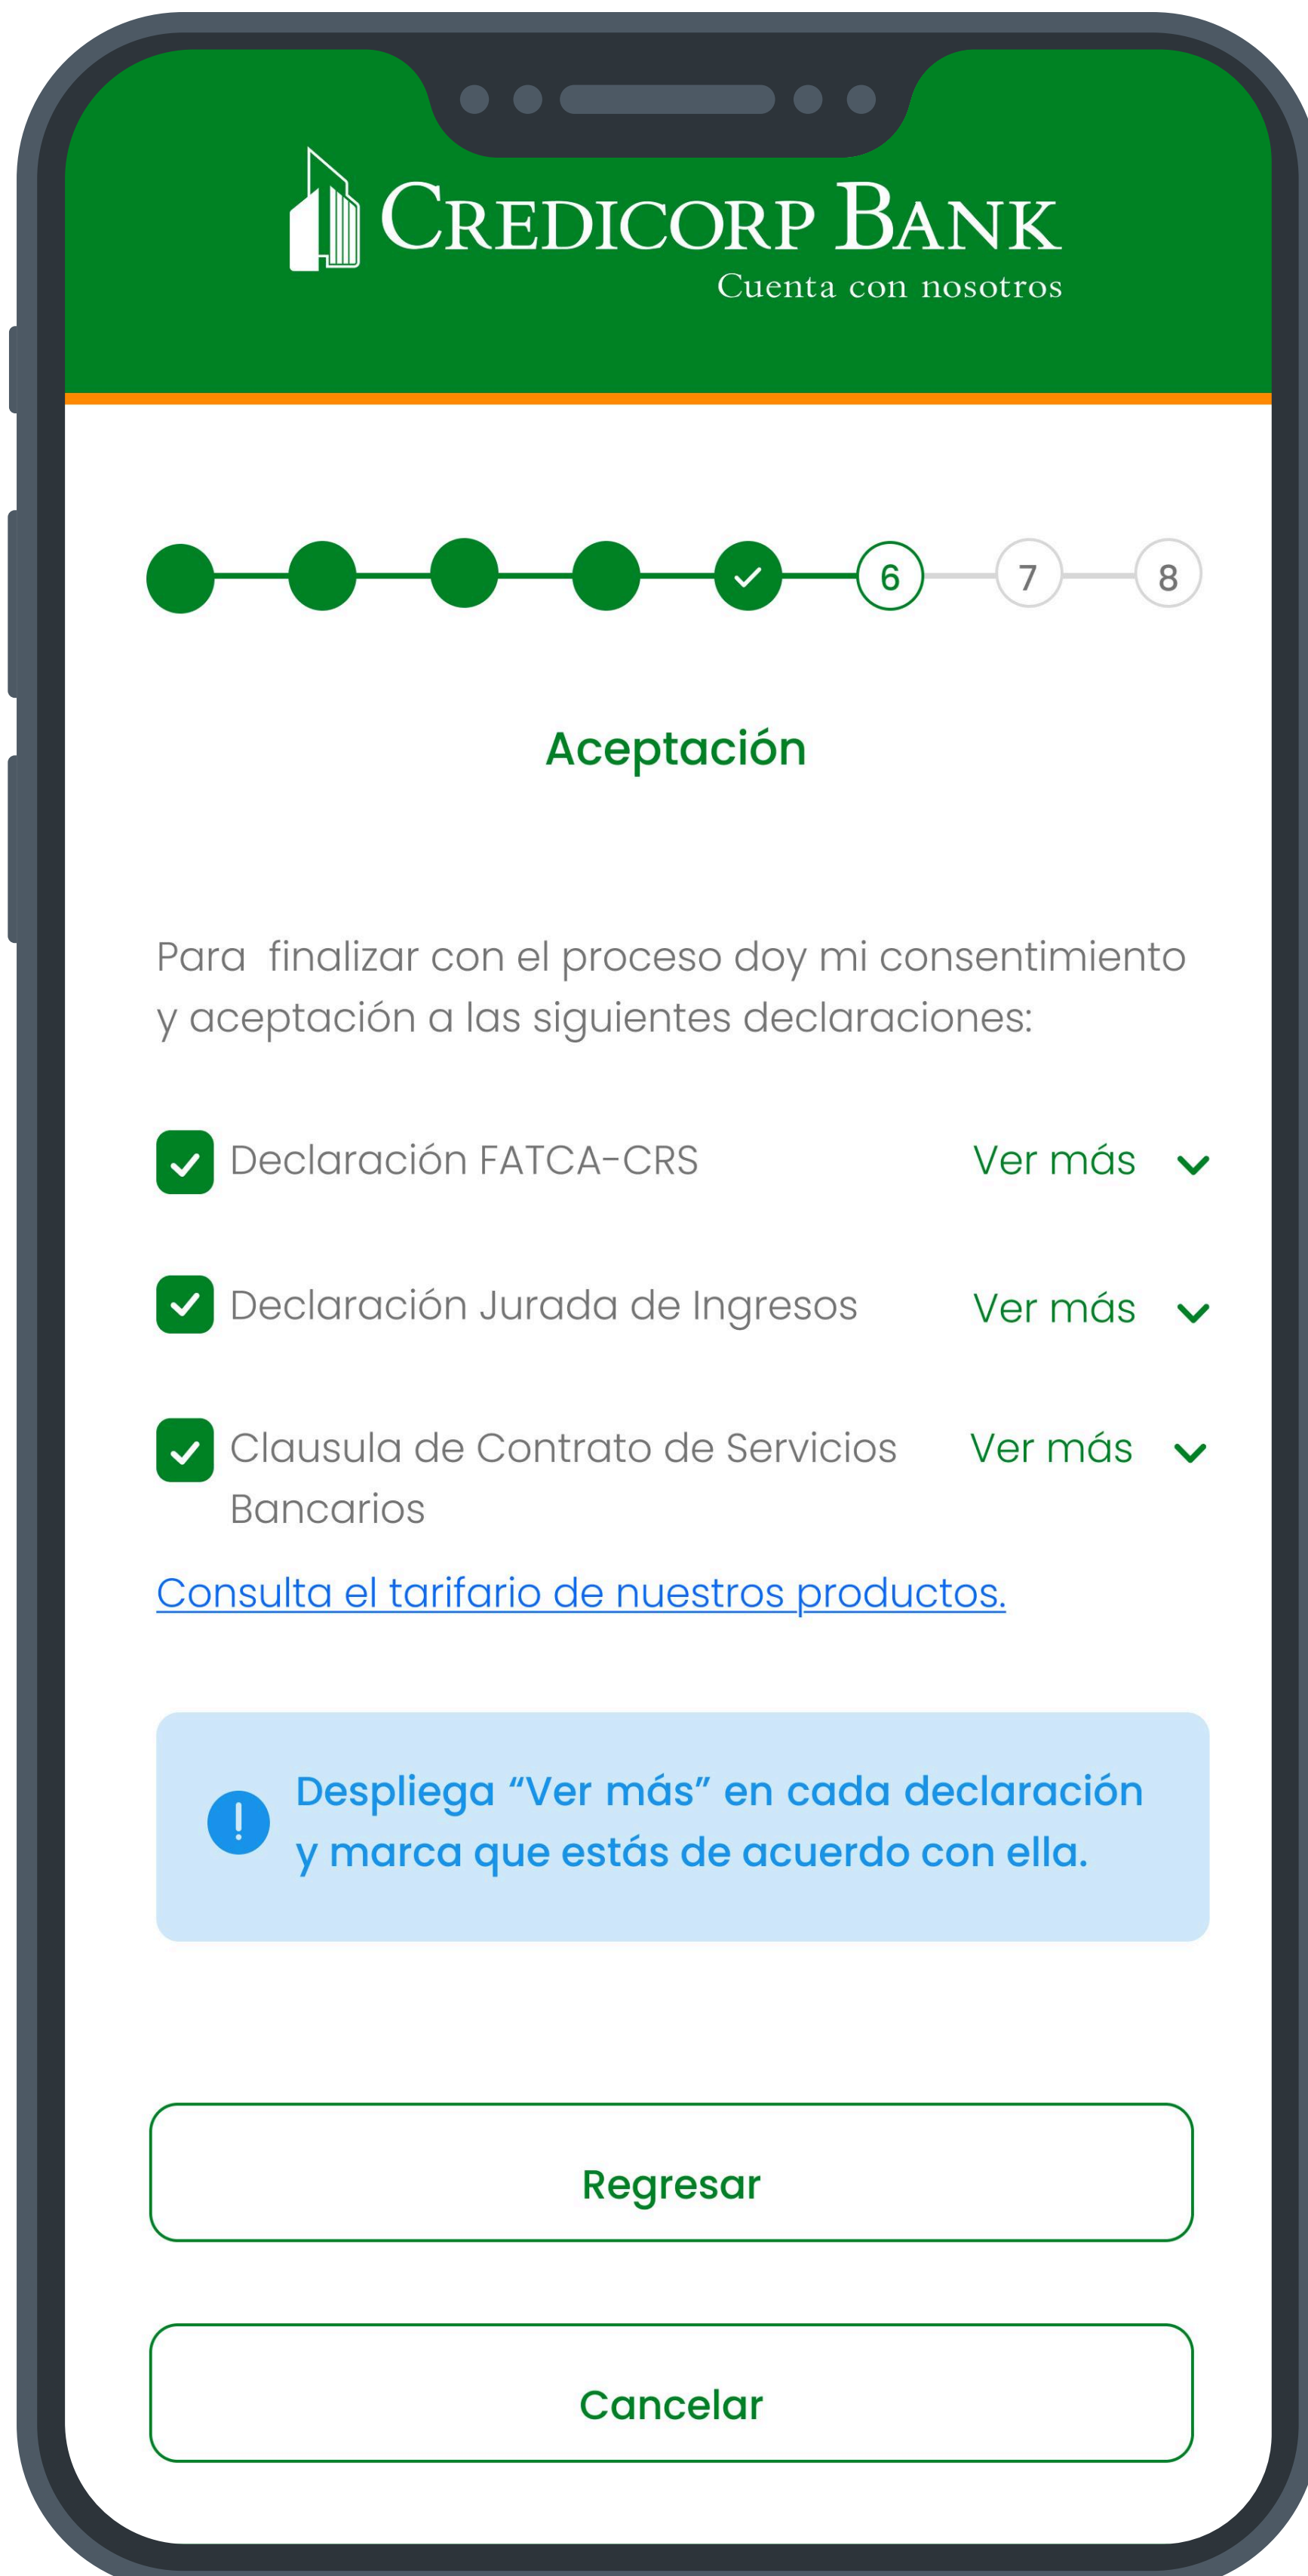 CREDICORP BANK
Cuenta con nosotros
6 7 8
Aceptación
Para finalizar con el proceso doy mi consentimiento
y aceptación a las siguientes declaraciones:
Declaración FATCA-CRS Ver más
Declaración Jurada de Ingresos Ver más
Clausula de Contrato de Servicios Ver más
Bancarios
Consulta el tarifario de nuestros productos.
Despliega “Ver más” en cada declaración
y marca que estás de acuerdo con ella.
Regresar
Cancelar